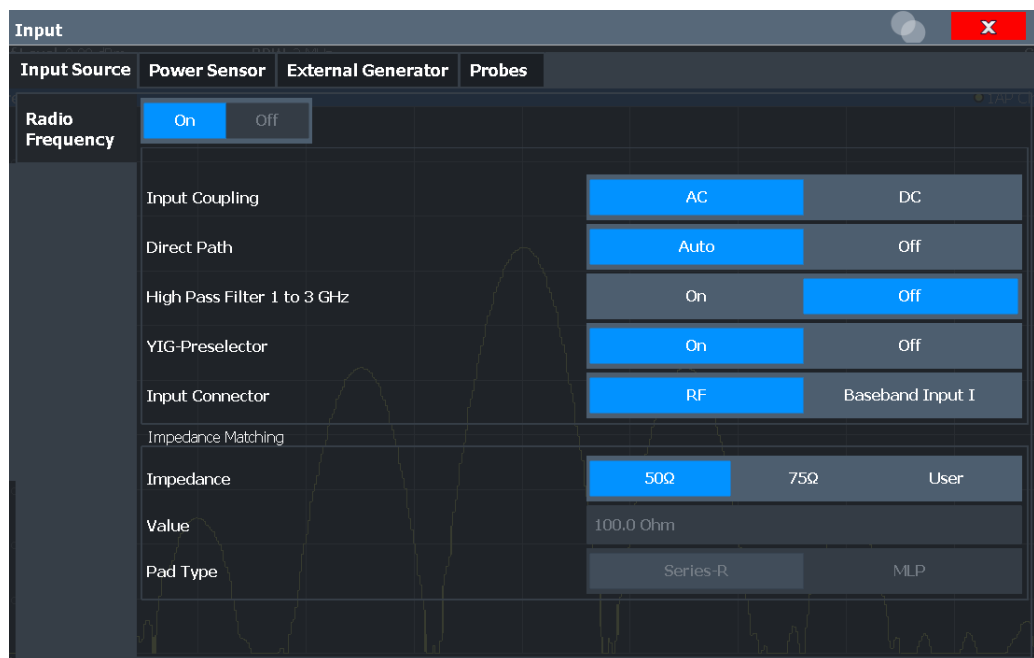 Input
X
Input Source Power Sensor External Generator Probes
Radio Frequency
On Off
Input Coupling AC DC
Direct Path Auto Off
High Pass Filter 1 to 3 GHz On Off
YIG-Preselector On Off
Input Connector RF Baseband Input I
Impedance Matching
Impedance 50Ω 75Ω User
Value 100.0 Ohm
Pad Type Series-R MLP